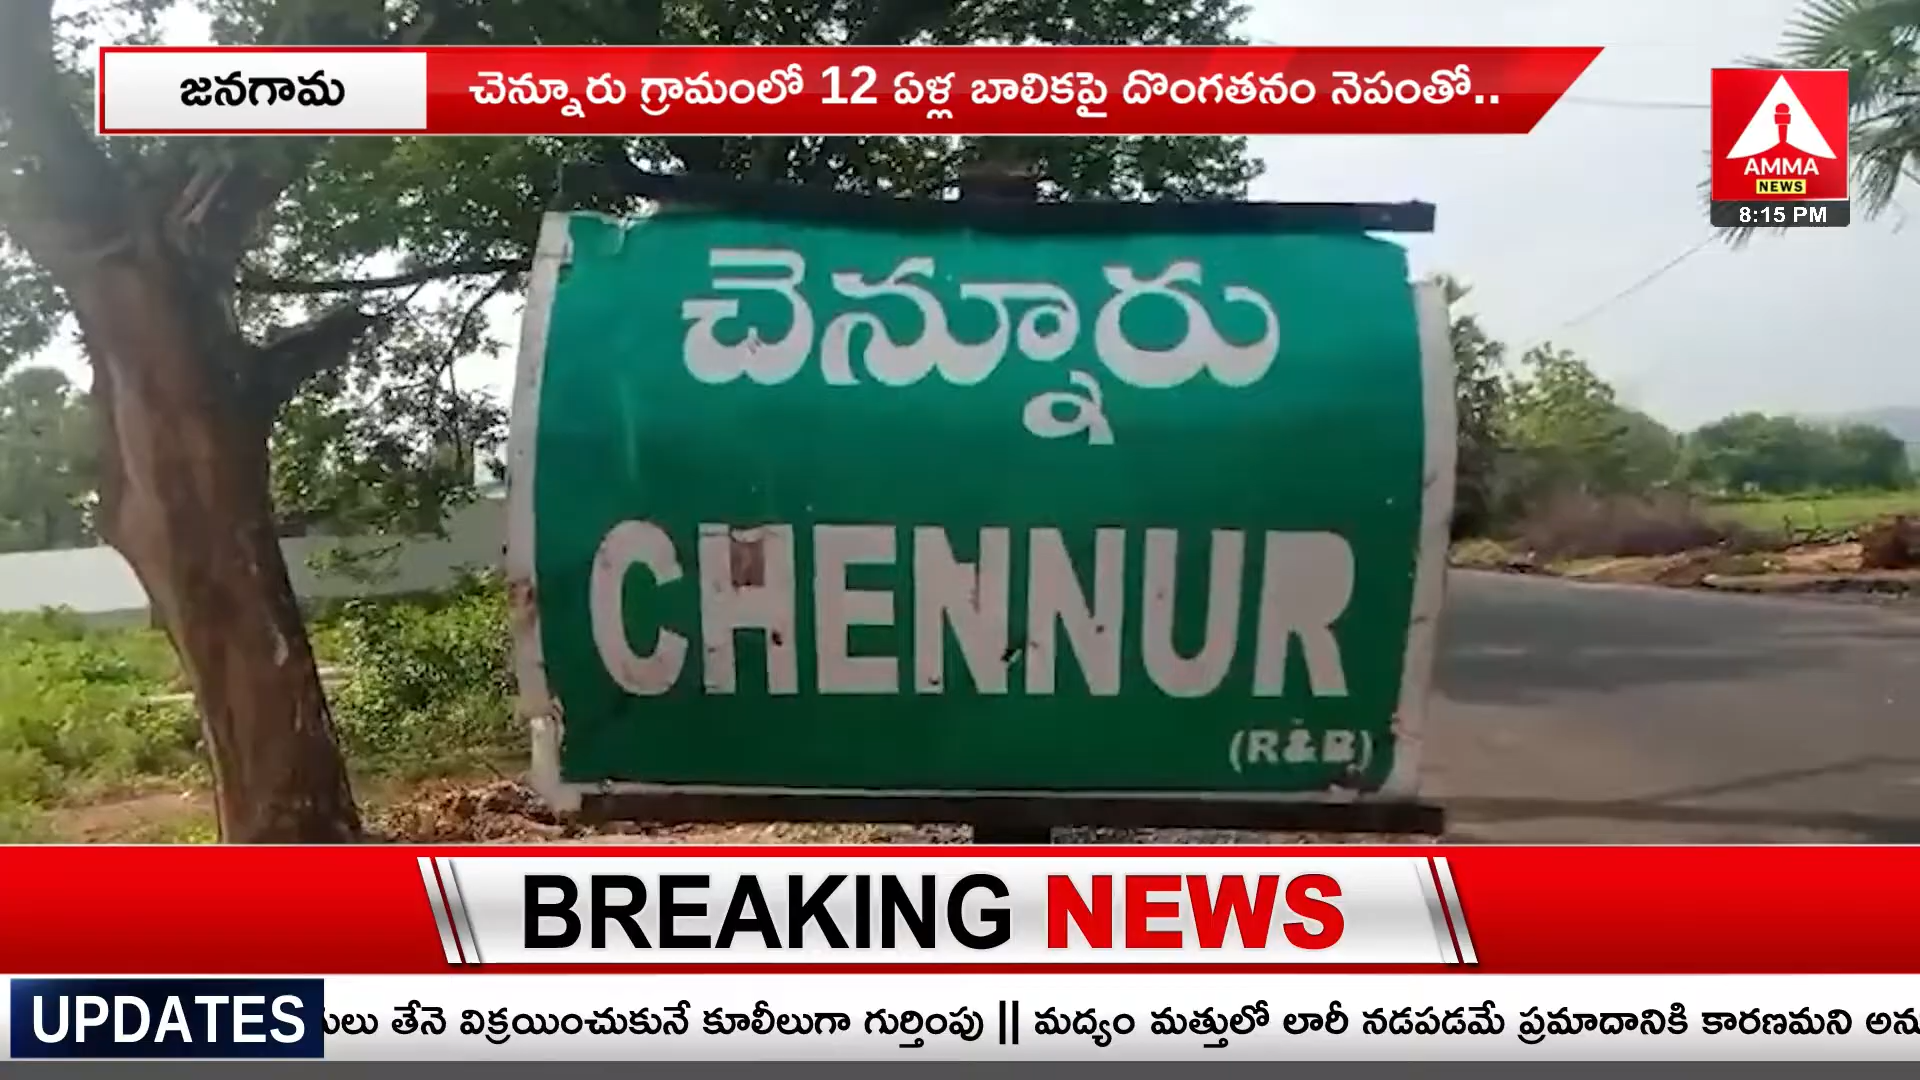 జనగామ
చెన్నూరు గ్రామంలో 12 ఏళ్ల బాలికపై దొంగతనం నెపంతో..
AMMA
NEWS
8:15 PM
చెన్నూరు
CHENNUR
(R&B)
BREAKING NEWS
UPDATES
తేనె విక్రయించుకునే కూలీలుగా గుర్తింపు || మద్యం మత్తులో లారీ నడపడమే ప్రమాదానికి కారణమని